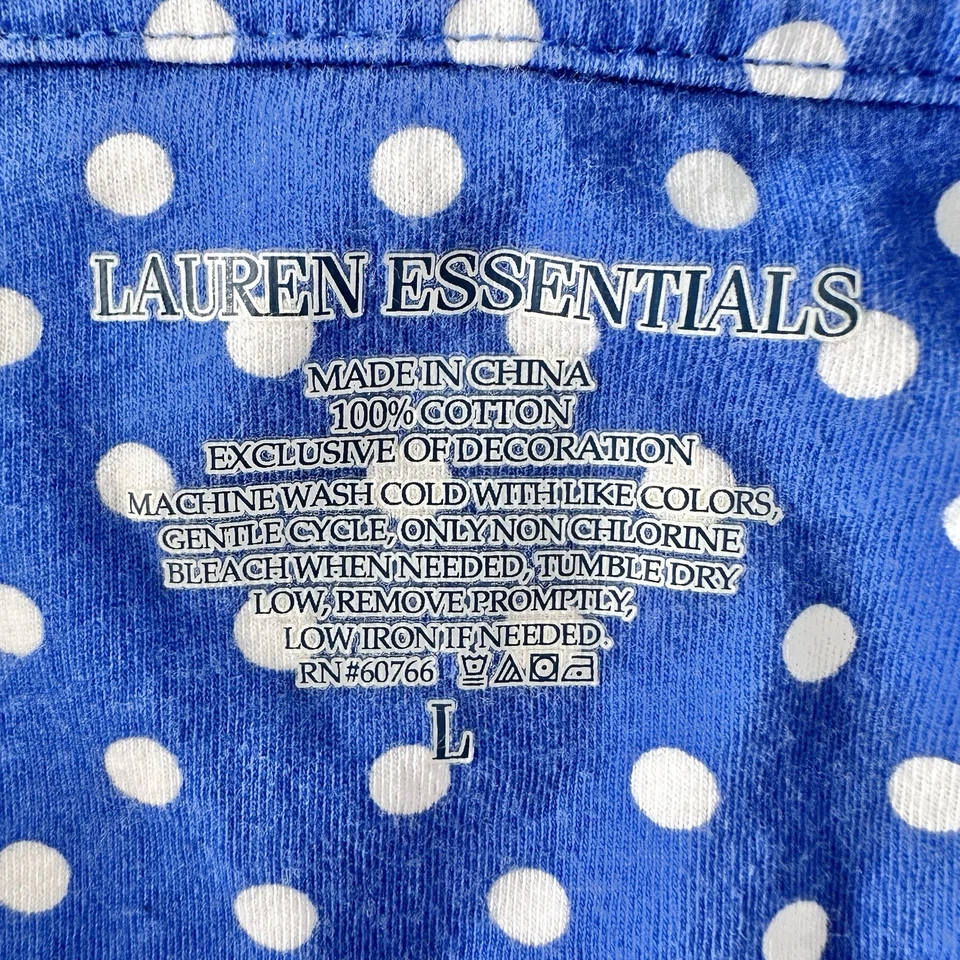 LAUREN ESSENTIALS
MADE IN CHINA
100% COTTON
EXCLUSIVE OF DECORATION
MACHINE WASH COLD WITH LIKE COLORS,
GENTLE CYCLE, ONLY NON CHLORINE
BLEACH WHEN NEEDED, TUMBLE DRY
LOW, REMOVE PROMPTLY,
LOW IRON IF NEEDED.
RN#60766
L